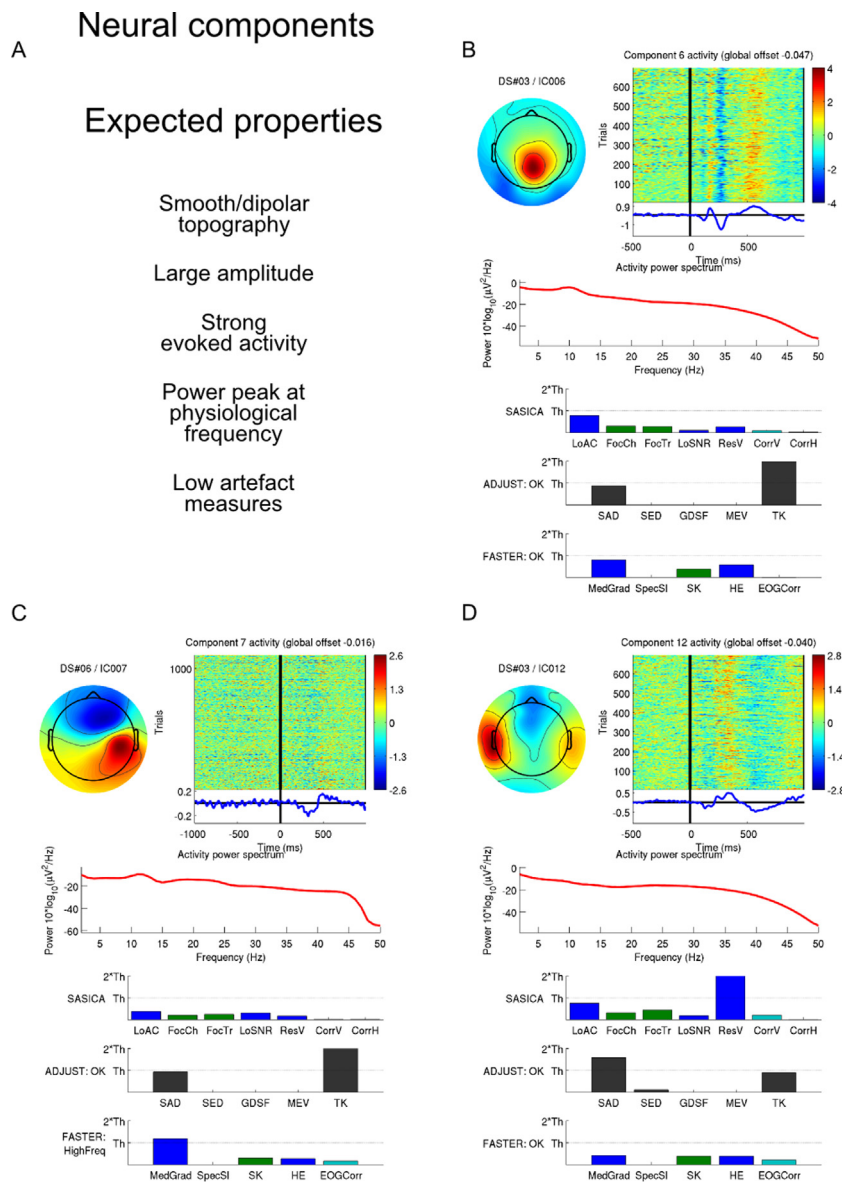 Neural components
A
Expected properties
Smooth/dipolar
topography
Large amplitude
Strong
evoked activity
Power peak at
physiological
frequency
Low artefact
measures
B
Component 6 activity (global offset -0.047)
DS#03 / IC006
Trials
600
500
400
300
200
100
4
2
0
-2
-4
0.9
-1
-500
0
500
Time (ms)
Activity power spectrum
Power 10*log10(µV²/Hz)
0
-20
-40
5
10
15
20
25
30
35
40
45
50
Frequency (Hz)
2*Th
SASICA Th
LoAC FocCh FocTr LoSNR ResV CorrV CorrH
2*Th
ADJUST: OK Th
SAD SED GDSF MEV TK
2*Th
FASTER: OK Th
MedGrad SpecSl SK HE EOGCorr
C
Component 7 activity (global offset -0.016)
DS#06 / IC007
Trials
1000
2.6
1.3
0
-1.3
-2.6
0.2
-0.2
-1000
-500
0
500
Time (ms)
Activity power spectrum
Power 10*log10(µV²/Hz)
-20
-40
-60
5
10
15
20
25
30
35
40
45
50
Frequency (Hz)
2*Th
SASICA Th
LoAC FocCh FocTr LoSNR ResV CorrV CorrH
2*Th
ADJUST: OK Th
SAD SED GDSF MEV TK
2*Th
FASTER: Th
HighFreq
MedGrad SpecSl SK HE EOGCorr
D
Component 12 activity (global offset -0.040)
DS#03 / IC012
Trials
600
500
400
300
200
100
2.8
1.4
0
-1.4
-2.8
0.5
-0.5
-500
0
500
Time (ms)
Activity power spectrum
Power 10*log10(µV²/Hz)
0
-20
-40
5
10
15
20
25
30
35
40
45
50
Frequency (Hz)
2*Th
SASICA Th
LoAC FocCh FocTr LoSNR ResV CorrV CorrH
2*Th
ADJUST: OK Th
SAD SED GDSF MEV TK
2*Th
FASTER: OK Th
MedGrad SpecSl SK HE EOGCorr